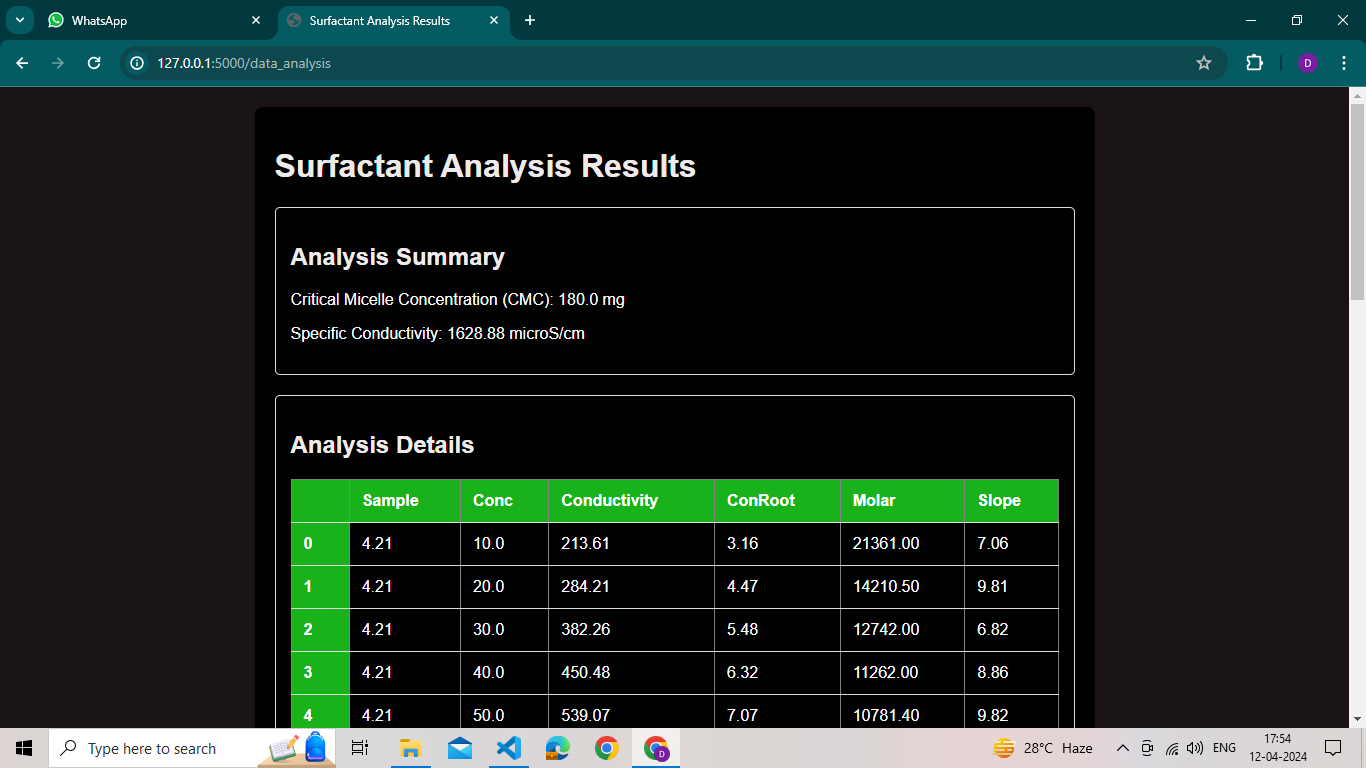 WhatsApp
Surfactant Analysis Results
127.0.0.1:5000/data_analysis
D
Surfactant Analysis Results
Analysis Summary
Critical Micelle Concentration (CMC): 180.0 mg
Specific Conductivity: 1628.88 microS/cm
Analysis Details
Sample Conc Conductivity ConRoot Molar Slope
0 4.21 10.0 213.61 3.16 21361.00 7.06
1 4.21 20.0 284.21 4.47 14210.50 9.81
2 4.21 30.0 382.26 5.48 12742.00 6.82
3 4.21 40.0 450.48 6.32 11262.00 8.86
4 4.21 50.0 539.07 7.07 10781.40 9.82
Type here to search
D
28°C Haze
ENG
17:54
12-04-2024